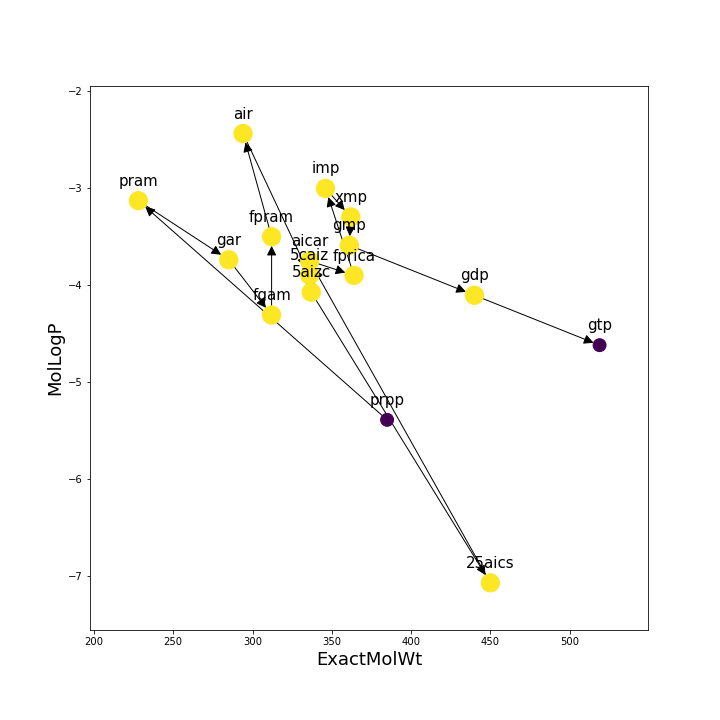 −2
air
imp
pram
−3
xmp
fpram
gmp
gar
aicar
5caiz
fprica
5aizc
−4
gdp
fgam
gtp
−5
prpp
−6
25aics
−7
MolLogP
200
250
300
350
400
450
500
ExactMolWt